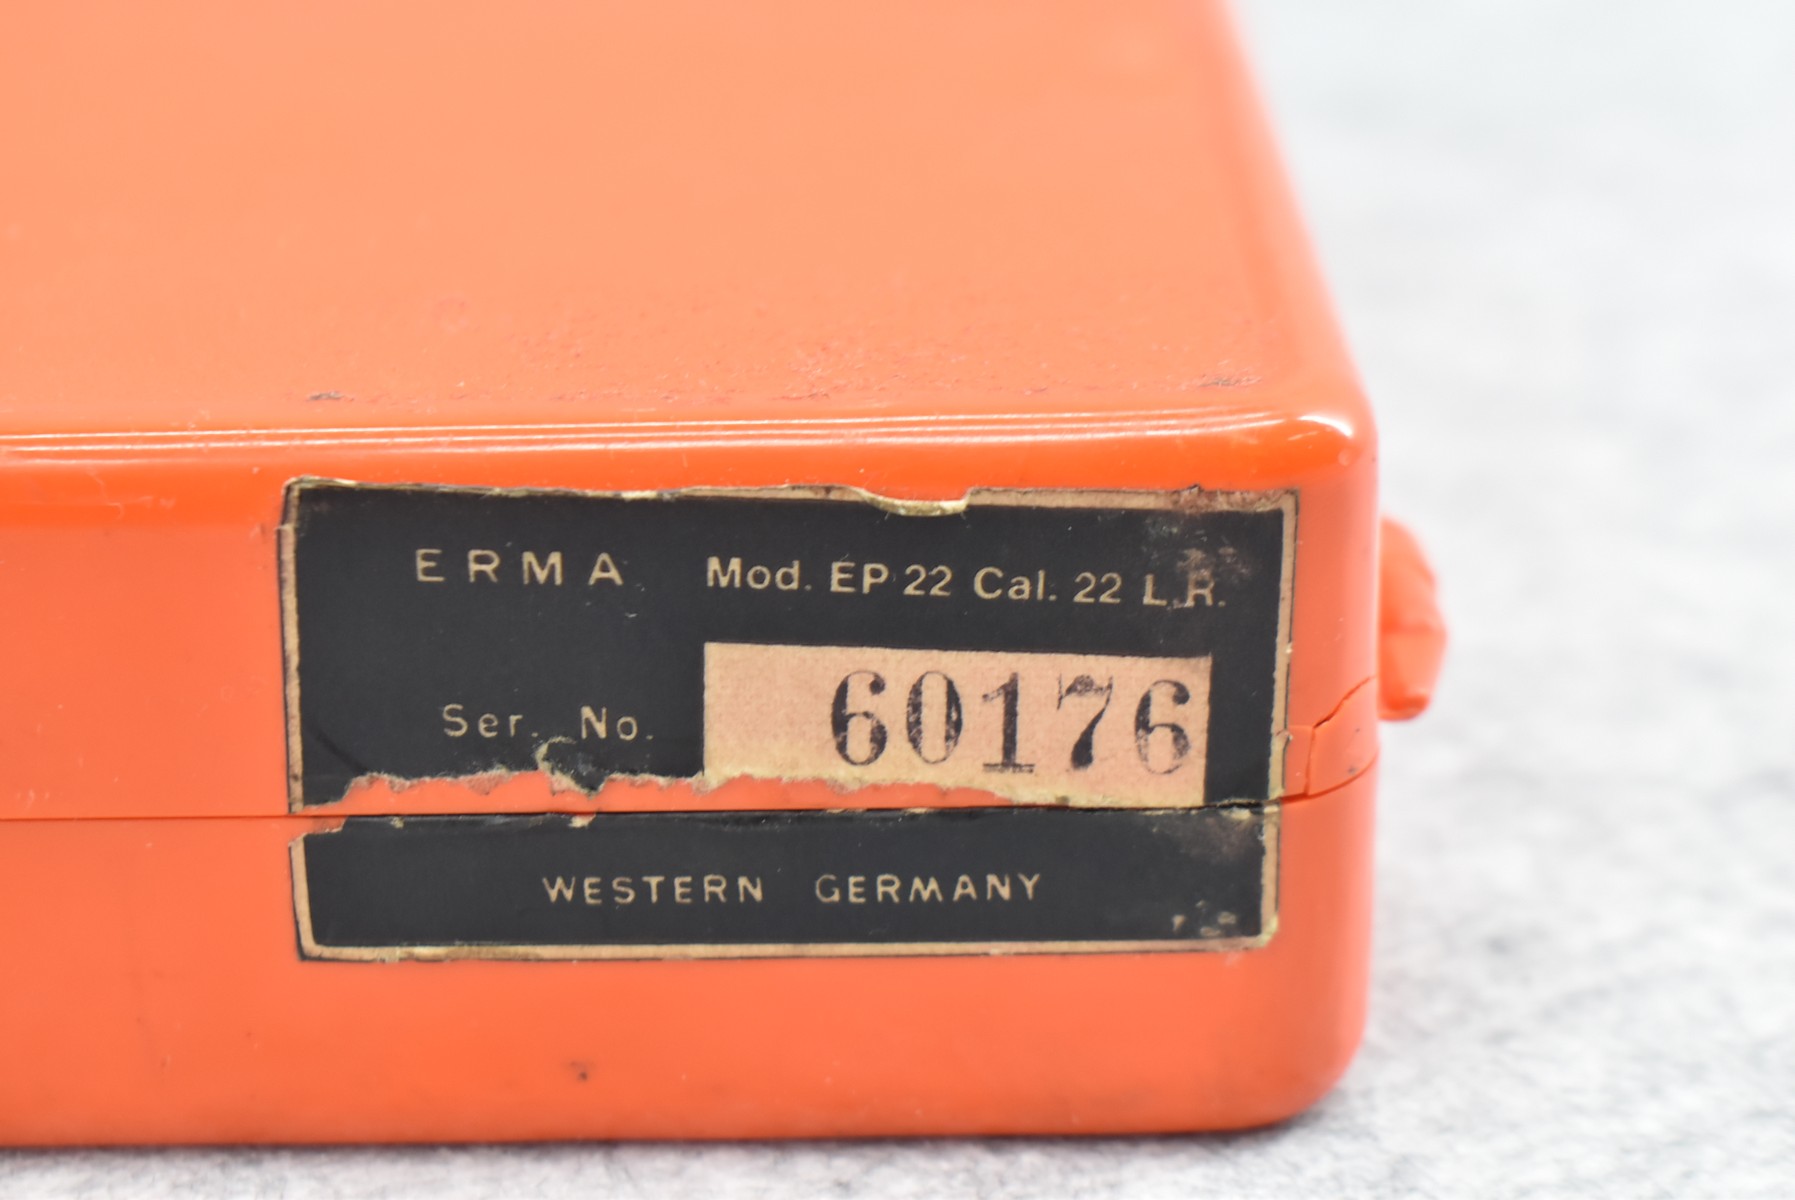 ERMA Mod. EP 22 Cal. 22 L.R.
Ser. No. 60176
WESTERN GERMANY